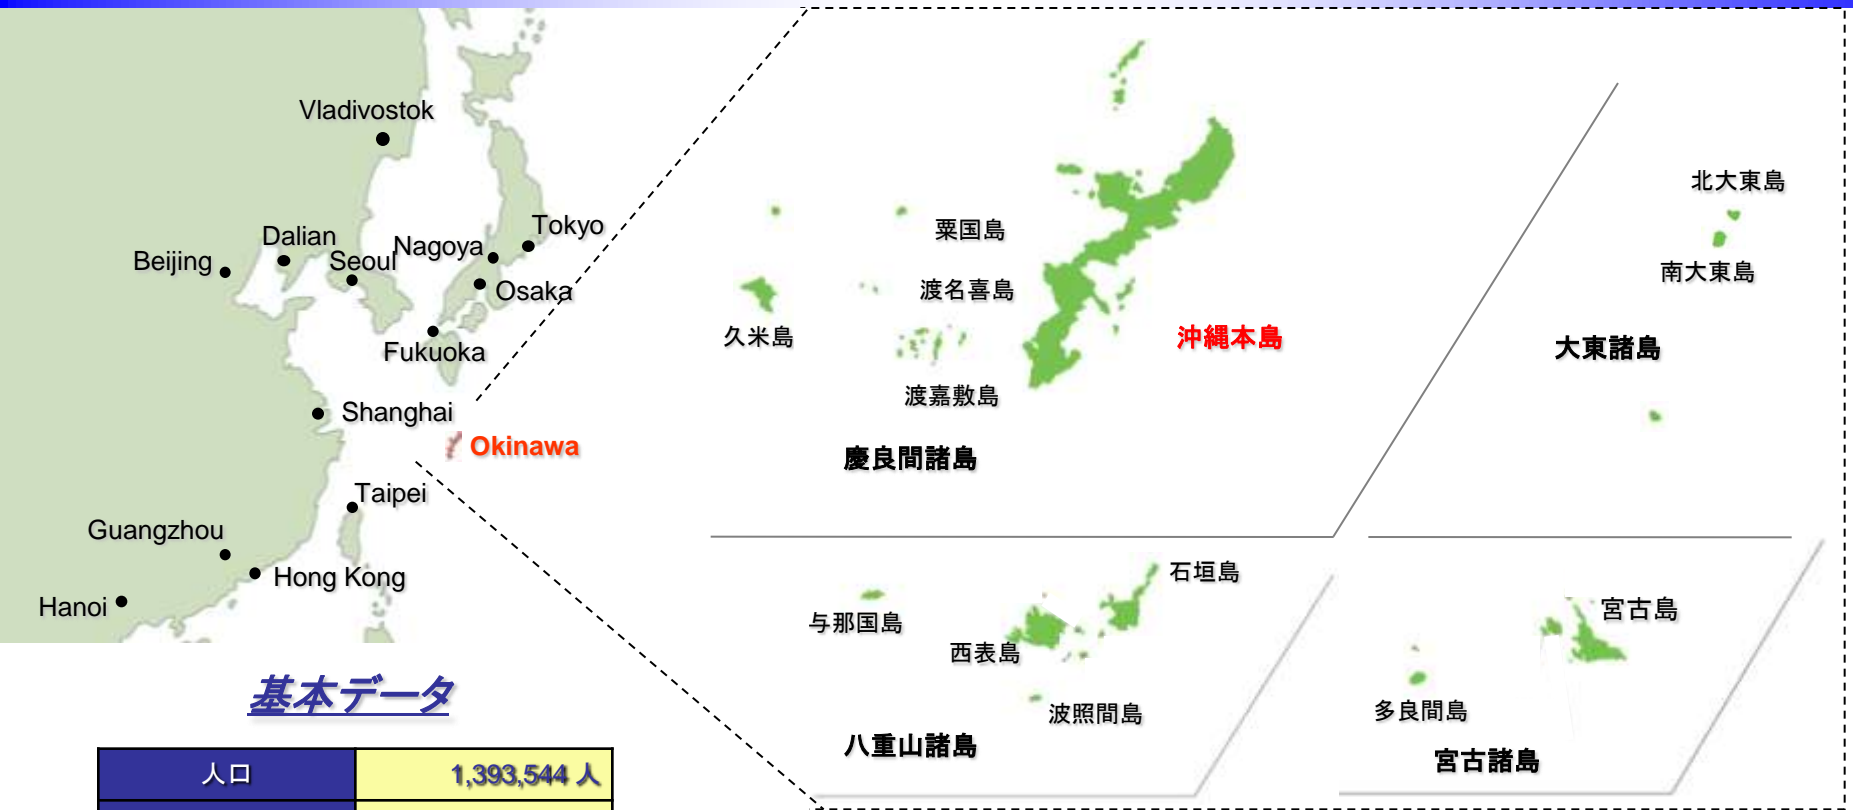 Vladivostok
Tokyo
Dalian
Nagoya
Beijing
Seoul
Osaka
Fukuoka
Shanghai
Okinawa
Taipei
Guangzhou
Hong Kong
Hanoi
北大東島
粟国島
南大東島
渡名喜島
久米島
沖縄本島
大東諸島
渡嘉敷島
慶良間諸島
石垣島
与那国島
宮古島
西表島
波照間島
多良間島
八重山諸島
宮古諸島
基本データ
人口 1,393,544 人